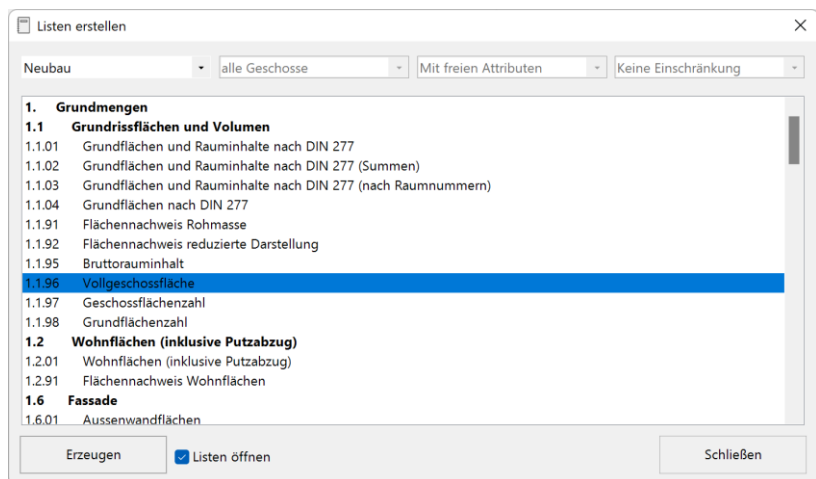 Listen erstellen
Neubau alle Geschosse Mit freien Attributen Keine Einschränkung
1. Grundmengen
1.1 Grundrissflächen und Volumen
1.1.01 Grundflächen und Rauminhalte nach DIN 277
1.1.02 Grundflächen und Rauminhalte nach DIN 277 (Summen)
1.1.03 Grundflächen und Rauminhalte nach DIN 277 (nach Raumnummern)
1.1.04 Grundflächen nach DIN 277
1.1.91 Flächennachweis Rohmasse
1.1.92 Flächennachweis reduzierte Darstellung
1.1.95 Bruttorauminhalt
1.1.96 Vollgeschossfläche
1.1.97 Geschossflächenzahl
1.1.98 Grundflächenzahl
1.2 Wohnflächen (inklusive Putzabzug)
1.2.01 Wohnflächen (inklusive Putzabzug)
1.2.91 Flächennachweis Wohnflächen
1.6 Fassade
1.6.01 Aussenwandflächen
Erzeugen Listen öffnen Schließen